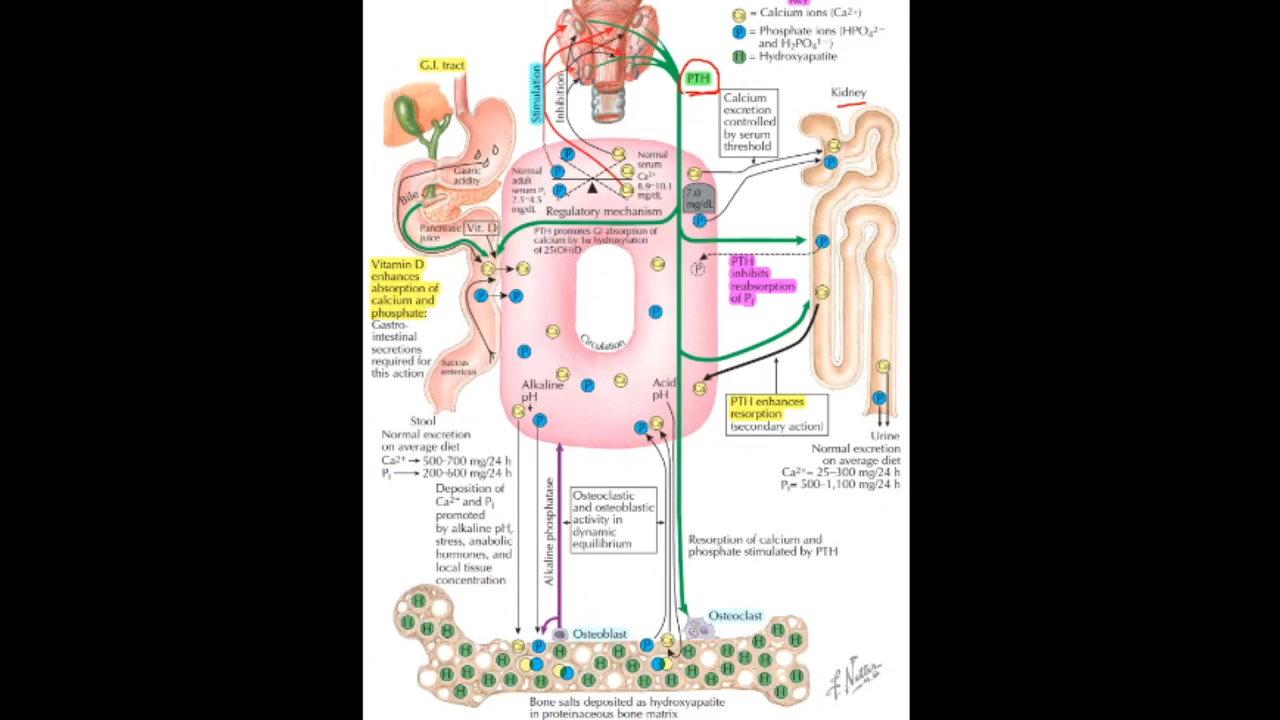 Key
Ca = Calcium ions (Ca2+)
P = Phosphate ions (HPO₄²⁻
and H₂PO₄¹⁻)
H = Hydroxyapatite
G.I. tract
Stimulation
Inhibition
PTH
Calcium
excretion
controlled
by serum
threshold
Kidney
Gastric
acidity
Bile
Pancreatic
juice
Vit. D
Normal
adult
serum Pi
2.5–4.5
mg/dL
Normal
serum
Ca2+
8.9–10.1
mg/dL
Regulatory mechanism
7.0
mg/dL
PTH promotes GI absorption of
calcium by 1α hydroxylation
of 25(OH)D
Vitamin D
enhances
absorption of
calcium and
phosphate:
Gastro-
intestinal
secretions
required for
this action
Succus
entericus
PTH
inhibits
reabsorption
of Pi
Circulation
Alkaline
pH
Acid
pH
PTH enhances
resorption
(secondary action)
Stool
Normal excretion
on average diet
Ca2+ → 500-700 mg/24 h
Pi → 200-600 mg/24 h
Urine
Normal excretion
on average diet
Ca2+= 25–300 mg/24 h
Pi= 500–1,100 mg/24 h
Deposition of
Ca2+ and Pi
promoted
by alkaline pH,
stress, anabolic
hormones, and
local tissue
concentration
Alkaline phosphatase
Osteoclastic
and osteoblastic
activity in
dynamic
equilibrium
Resorption of calcium and
phosphate stimulated by PTH
Osteoblast
Osteoclast
F. Netter
Bone salts deposited as hydroxyapatite
in proteinaceous bone matrix